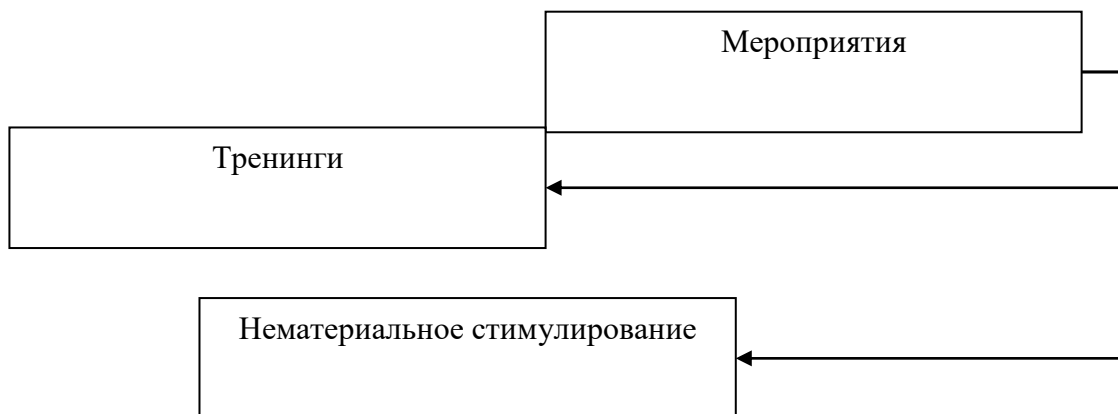 Мероприятия
Тренинги
Нематериальное стимулирование